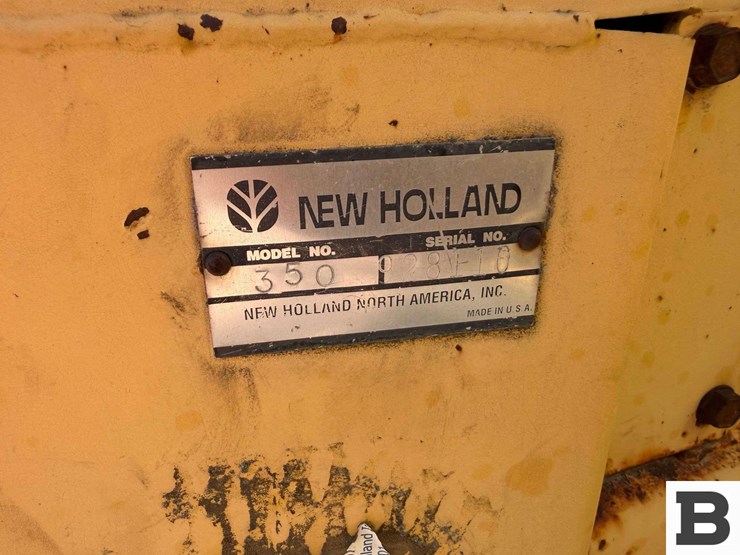 NEW HOLLAND
MODEL NO. SERIAL NO.
350
NEW HOLLAND NORTH AMERICA, INC.
MADE IN U.S.A.
B